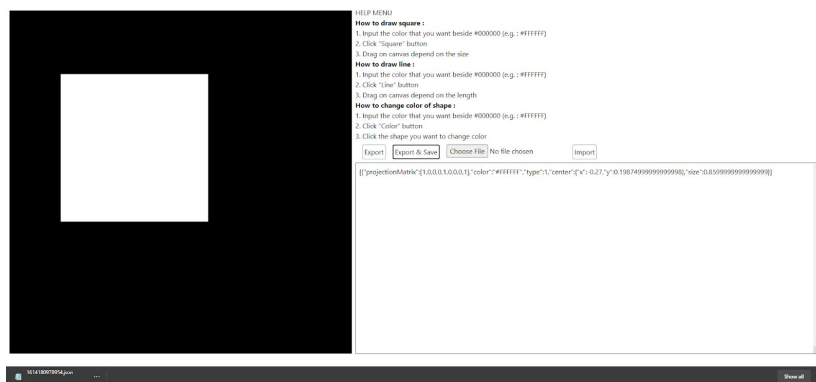 HELP MENU
How to draw square :
1. Input the color that you want beside #000000 (e.g. : #FFFFFF)
2. Click "Square" button
3. Drag on canvas depend on the size
How to draw line :
1. Input the color that you want beside #000000 (e.g. : #FFFFFF)
2. Click "Line" button
3. Drag on canvas depend on the length
How to change color of shape :
1. Input the color that you want beside #000000 (e.g. : #FFFFFF)
2. Click "Color" button
3. Click the shape you want to change color
Export Export & Save Choose File No file chosen Import
[{"projectionMatrix":[1,0,0,0,1,0,0,0,1],"color":"#FFFFFF","type":1,"center":{"x":-0.27,"y":0.19874999999999998},"size":0.8599999999999999}]
1614180970954.json ... Show all